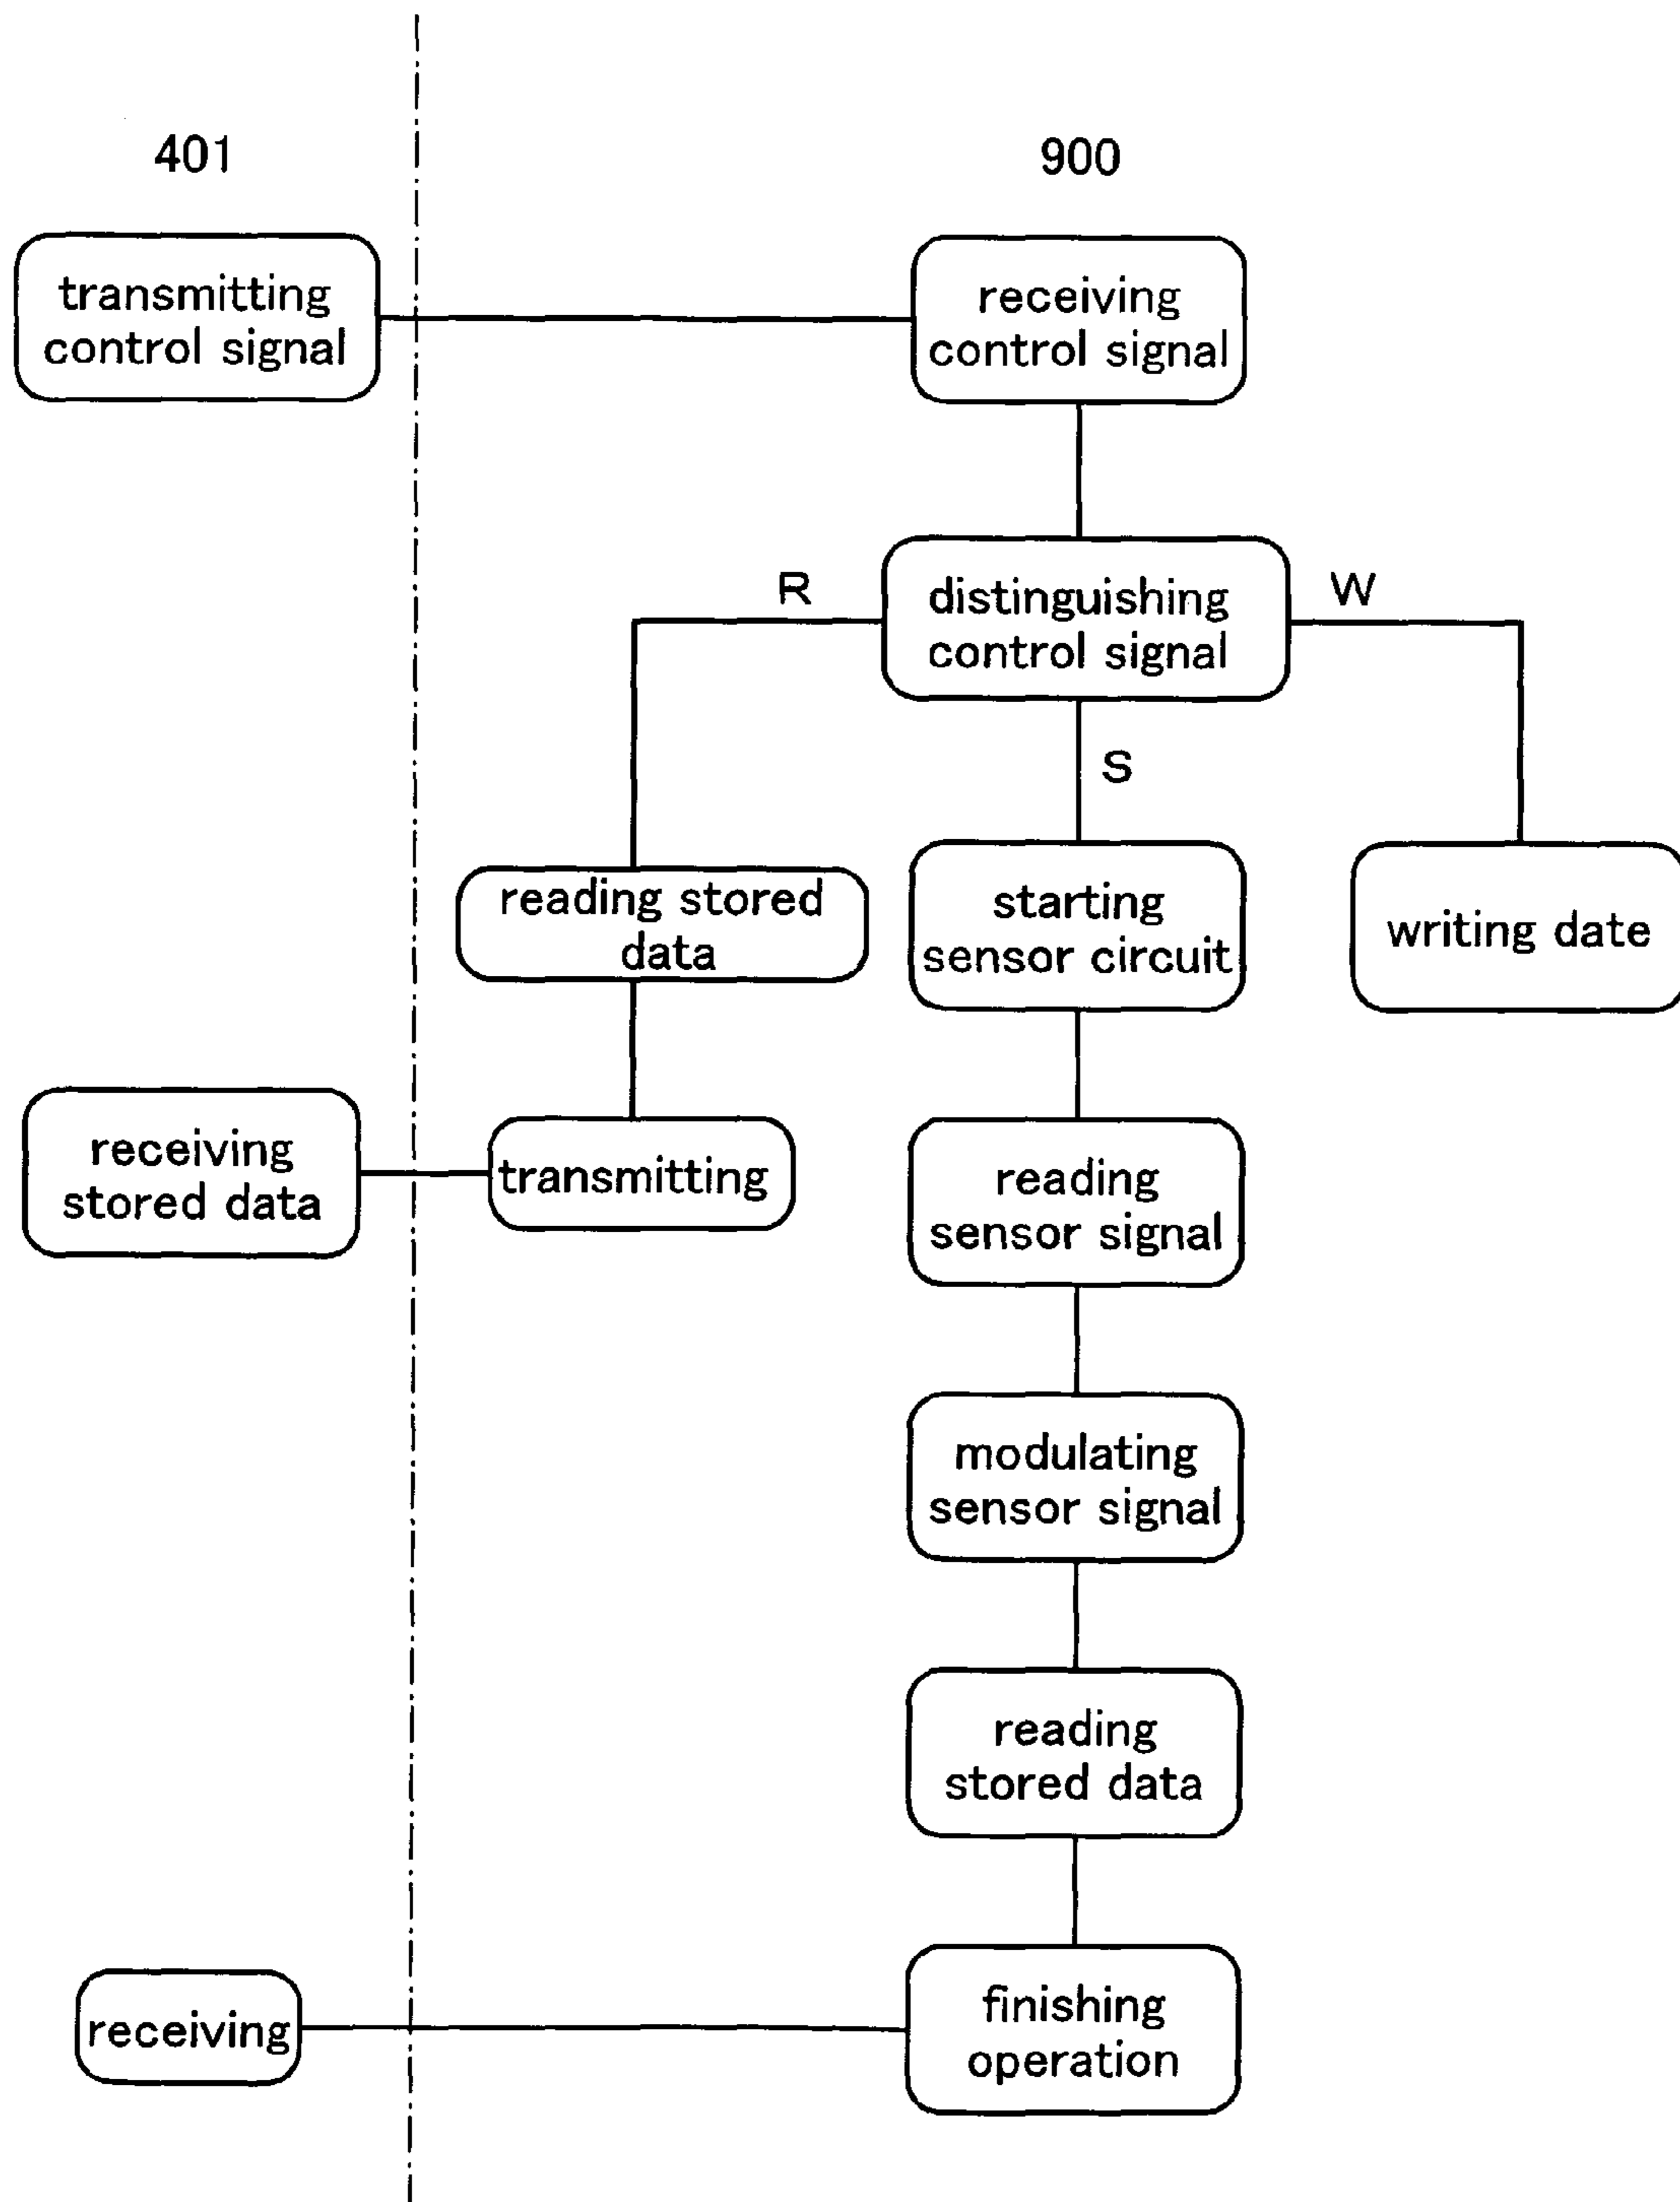 401
900
transmitting
control signal
receiving
control signal
R
distinguishing
control signal
W
S
reading stored
data
starting
sensor circuit
writing date
receiving
stored data
transmitting
reading
sensor signal
modulating
sensor signal
reading
stored data
receiving
finishing
operation